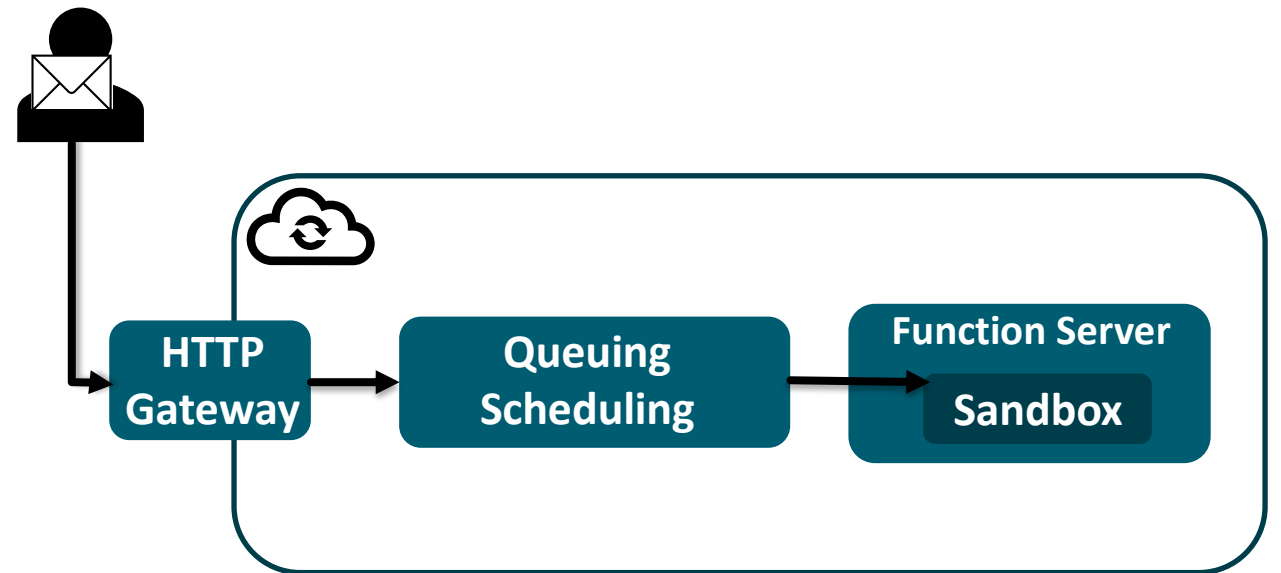 HTTP
Gateway
Queuing
Scheduling
Function Server
Sandbox